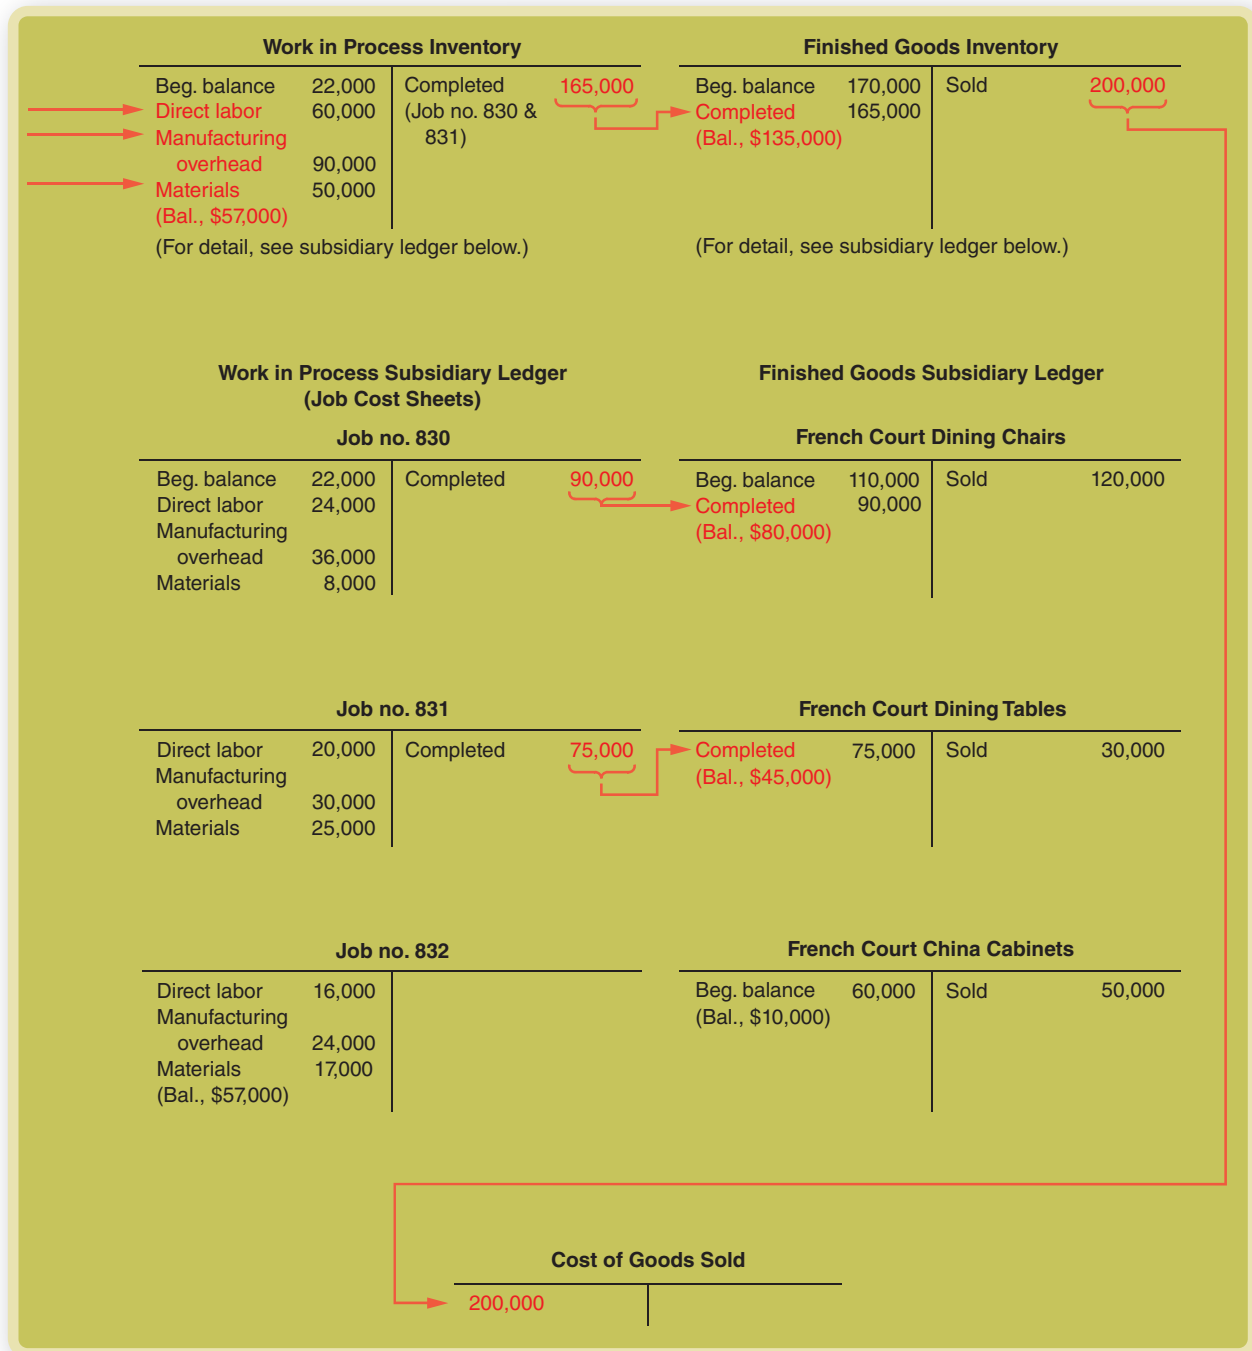 Work in Process Inventory
Beg. balance 22,000 Completed 165,000
Direct labor 60,000 (Job no. 830 &
Manufacturing 831)
overhead 90,000
Materials 50,000
(Bal., $57,000)
(For detail, see subsidiary ledger below.)
Finished Goods Inventory
Beg. balance 170,000 Sold 200,000
Completed 165,000
(Bal., $135,000)
(For detail, see subsidiary ledger below.)
Work in Process Subsidiary Ledger
(Job Cost Sheets)
Finished Goods Subsidiary Ledger
Job no. 830
Beg. balance 22,000 Completed 90,000
Direct labor 24,000
Manufacturing
overhead 36,000
Materials 8,000
French Court Dining Chairs
Beg. balance 110,000 Sold 120,000
Completed 90,000
(Bal., $80,000)
Job no. 831
Direct labor 20,000 Completed 75,000
Manufacturing
overhead 30,000
Materials 25,000
French Court Dining Tables
Completed 75,000 Sold 30,000
(Bal., $45,000)
Job no. 832
Direct labor 16,000
Manufacturing
overhead 24,000
Materials 17,000
(Bal., $57,000)
French Court China Cabinets
Beg. balance 60,000 Sold 50,000
(Bal., $10,000)
Cost of Goods Sold
200,000